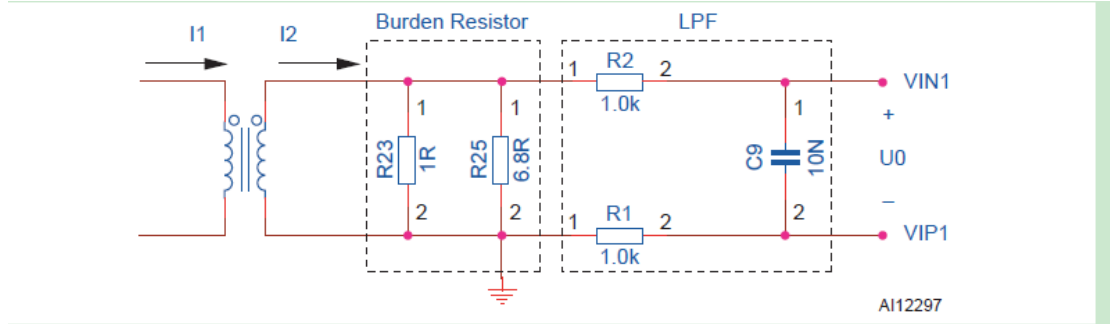 Burden Resistor
LPF
I1
I2
R2
1
2
1.0k
VIN1
1
1
1
+
R23
1R
R25
6.8R
C9
10N
U0
2
2
2
–
R1
1
2
1.0k
VIP1
AI12297